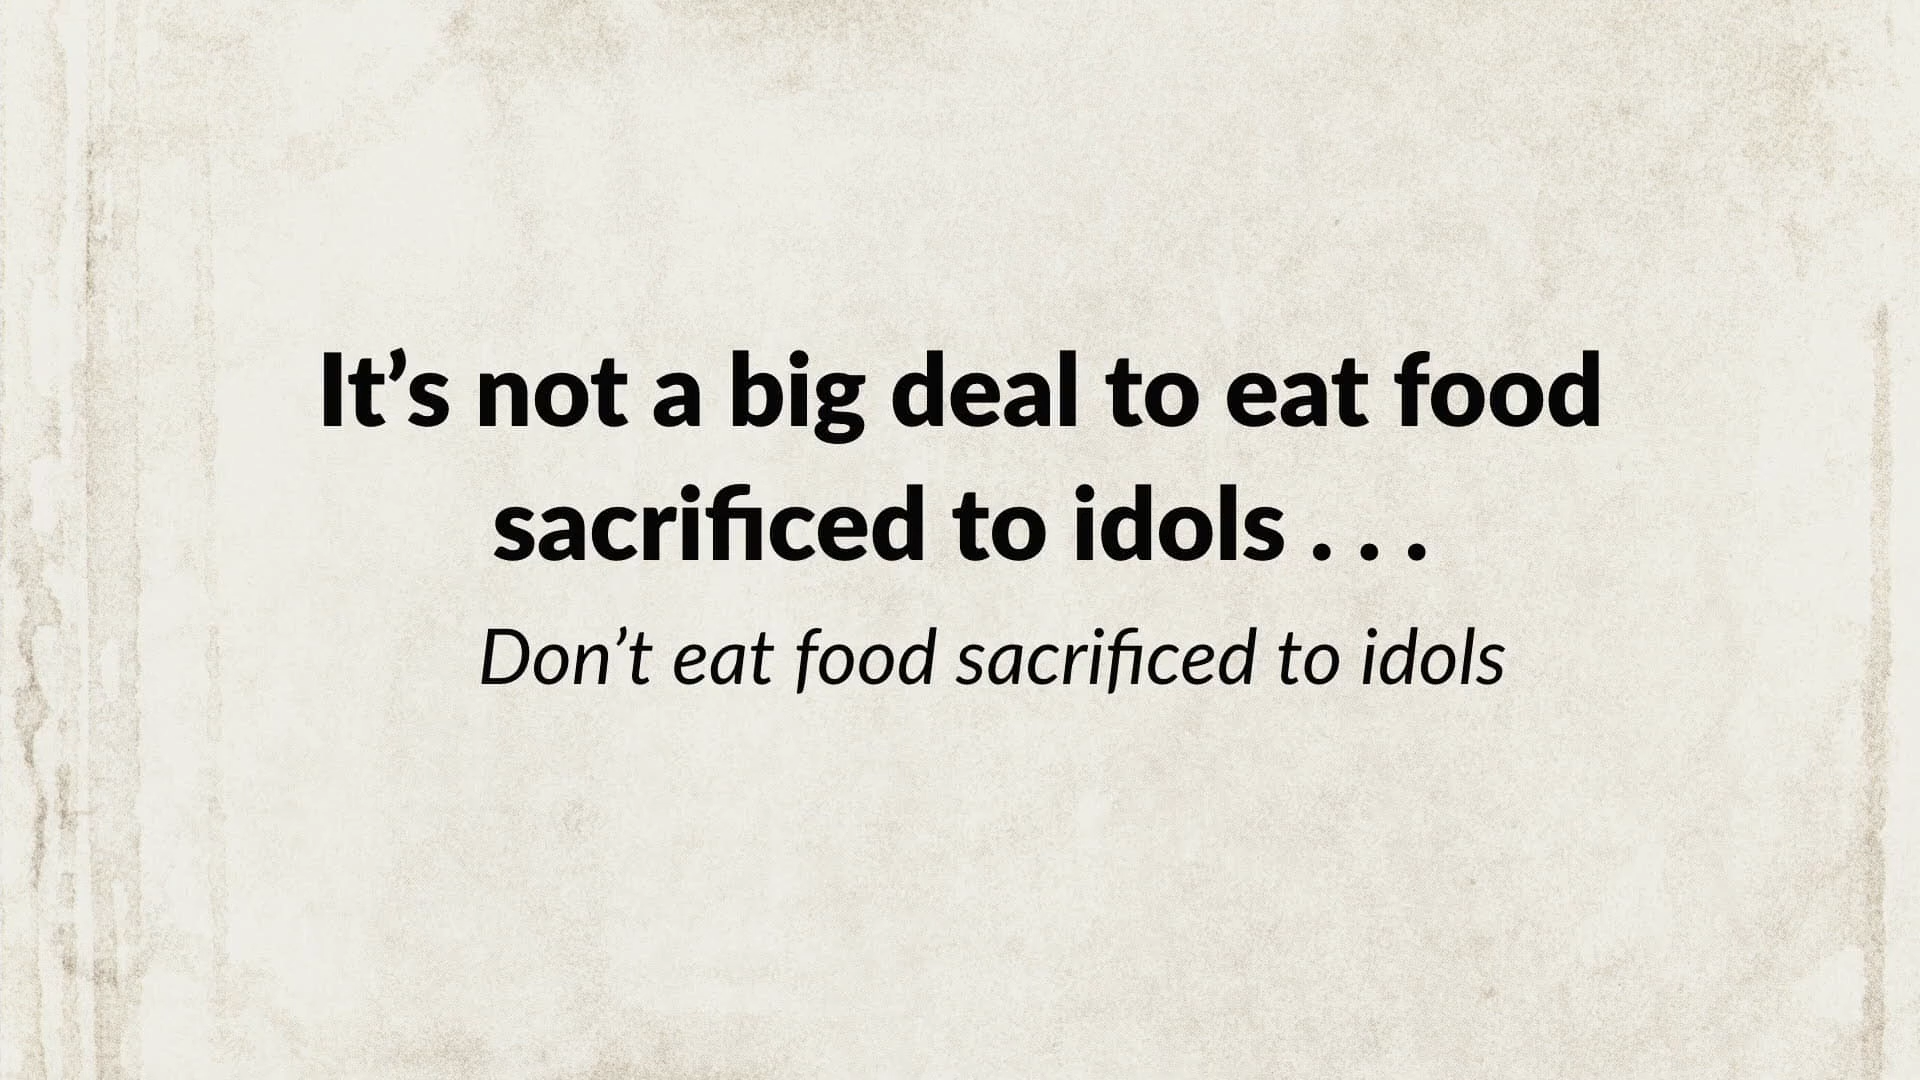 It’s not a big deal to eat food
sacrificed to idols . . .
Don’t eat food sacrificed to idols